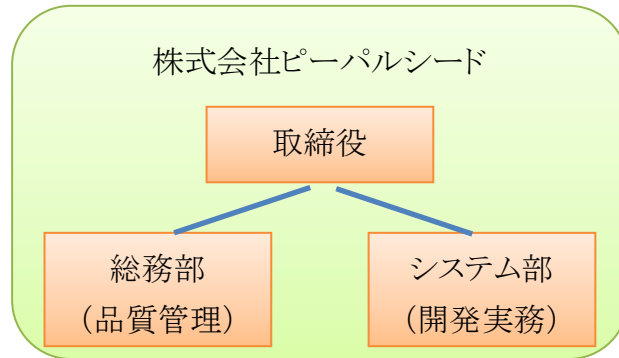 株式会社ピーパルシード
取締役
総務部
（品質管理）
システム部
（開発実務）